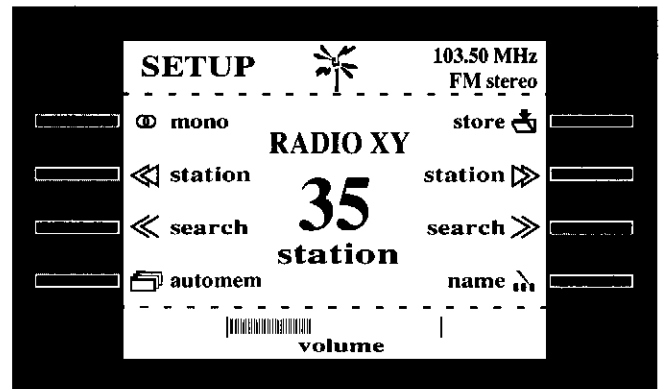 SETUP
103.50 MHz
FM stereo
mono
store
RADIO XY
station
station
35
search
search
station
automem
name
volume